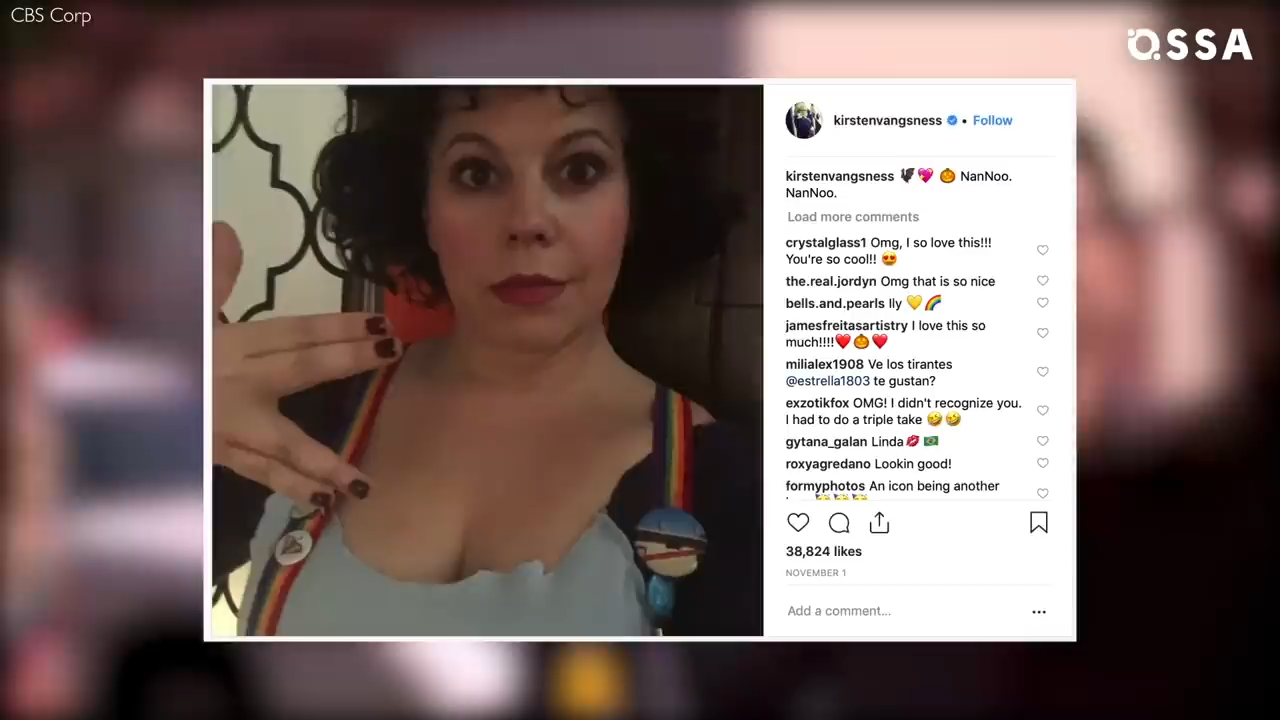 CBS Corp
OSSA
kirstenvangsness • Follow
kirstenvangsness 🦇💖 🎃 NanNoo.
NanNoo.
Load more comments
crystalglass1 Omg, I so love this!!!
You're so cool!! 😍
the.real.jordyn Omg that is so nice
bells.and.pearls Ily 💛🌈
jamesfreitasartistry I love this so
much!!!!❤️🎃❤️
milialex1908 Ve los tirantes
@estrella1803 te gustan?
exzotikfox OMG! I didn't recognize you.
I had to do a triple take 🤣🤣
gytana_galan Linda💋 🇧🇷
roxyagredano Lookin good!
formyphotos An icon being another
38,824 likes
NOVEMBER 1
Add a comment...